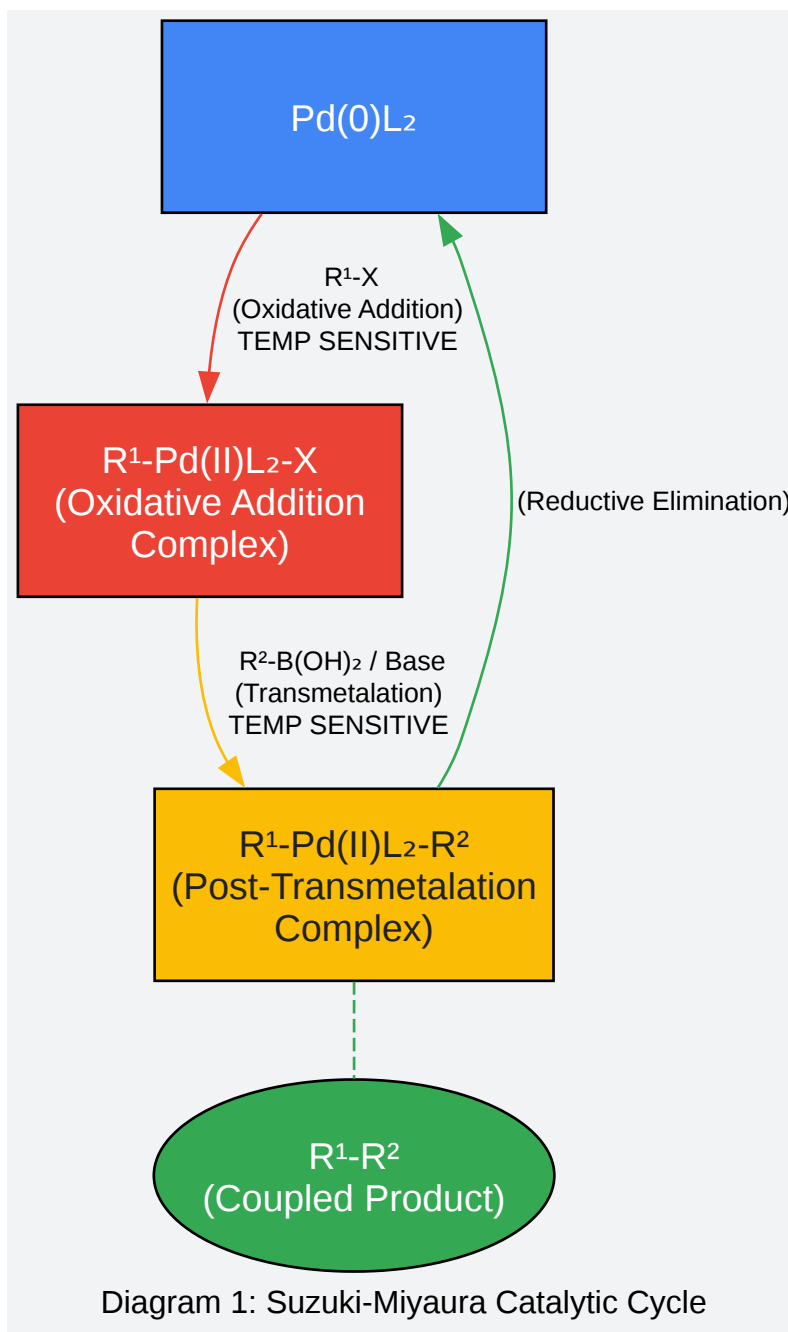 Pd(0)L₂
R¹-X
(Oxidative Addition)
TEMP SENSITIVE
R¹-Pd(II)L₂-X
(Oxidative Addition
Complex)
(Reductive Elimination)
R²-B(OH)₂ / Base
(Transmetalation)
TEMP SENSITIVE
R¹-Pd(II)L₂-R²
(Post-Transmetalation
Complex)
R¹-R²
(Coupled Product)
Diagram 1: Suzuki-Miyaura Catalytic Cycle